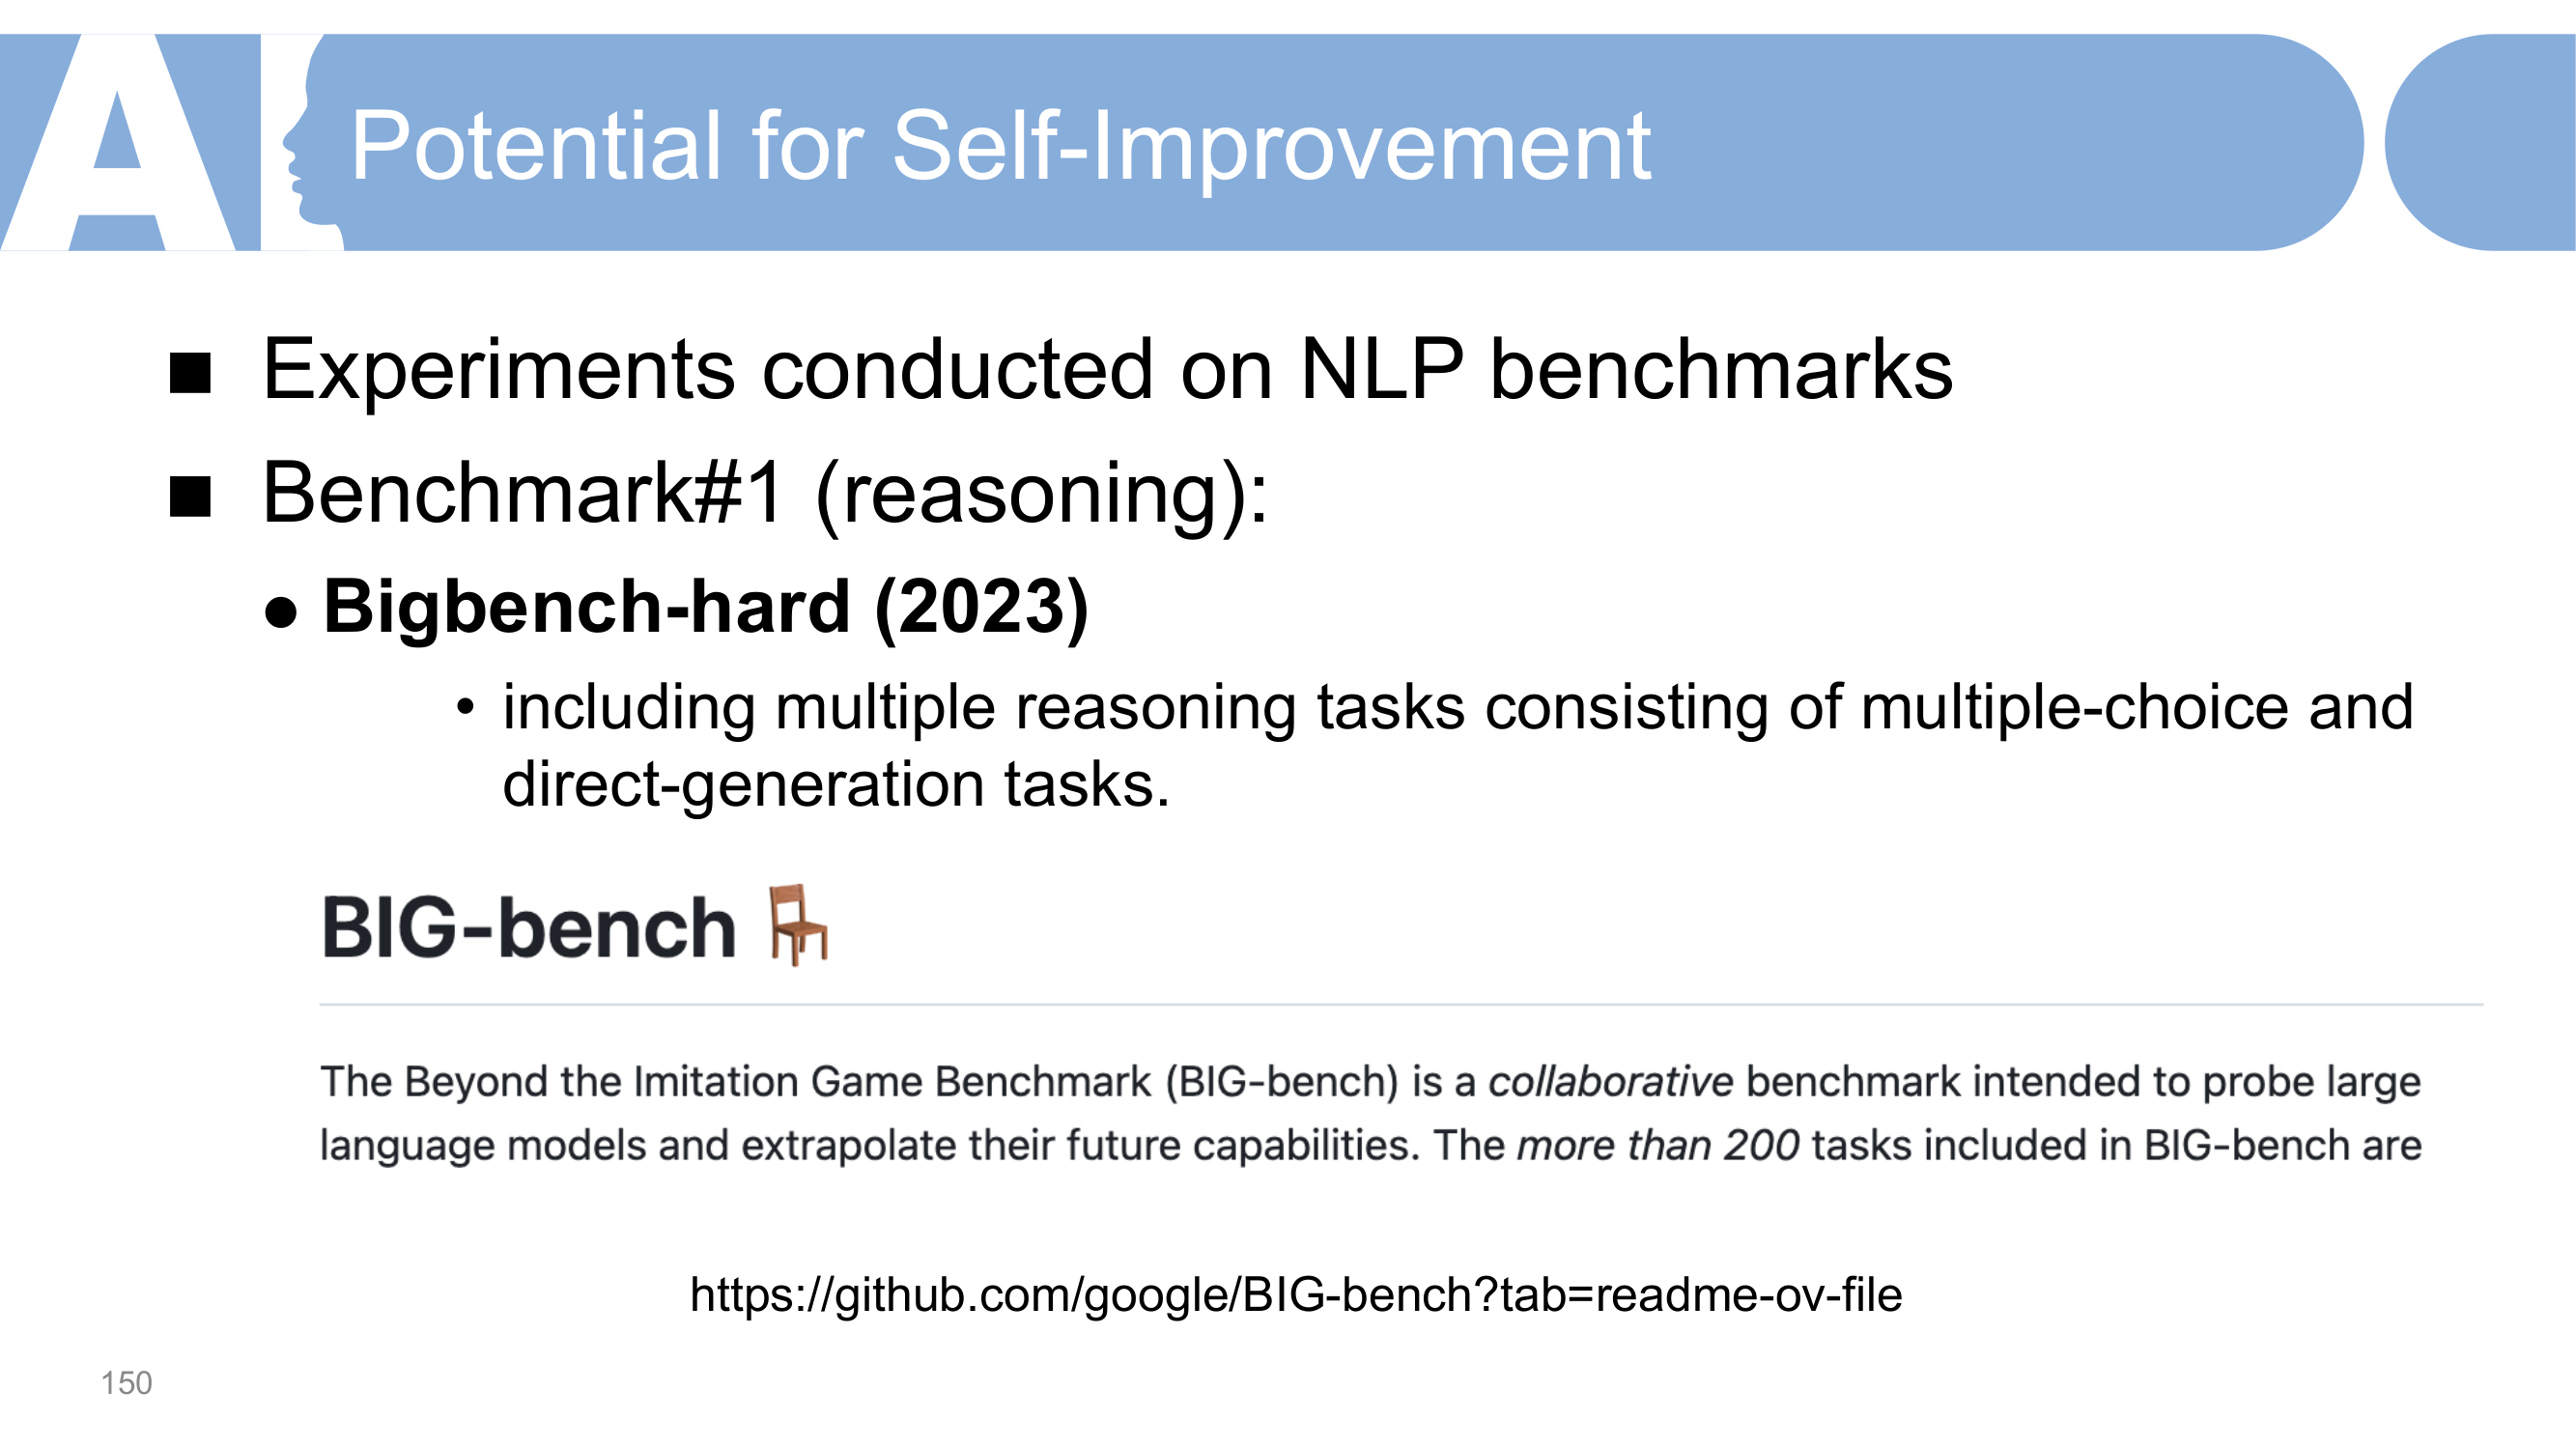 AI
Potential for Self-Improvement
■ Experiments conducted on NLP benchmarks
■ Benchmark#1 (reasoning):
● Bigbench-hard (2023)
• including multiple reasoning tasks consisting of multiple-choice and
direct-generation tasks.
BIG-bench 🪑
The Beyond the Imitation Game Benchmark (BIG-bench) is a collaborative benchmark intended to probe large
language models and extrapolate their future capabilities. The more than 200 tasks included in BIG-bench are
https://github.com/google/BIG-bench?tab=readme-ov-file
150